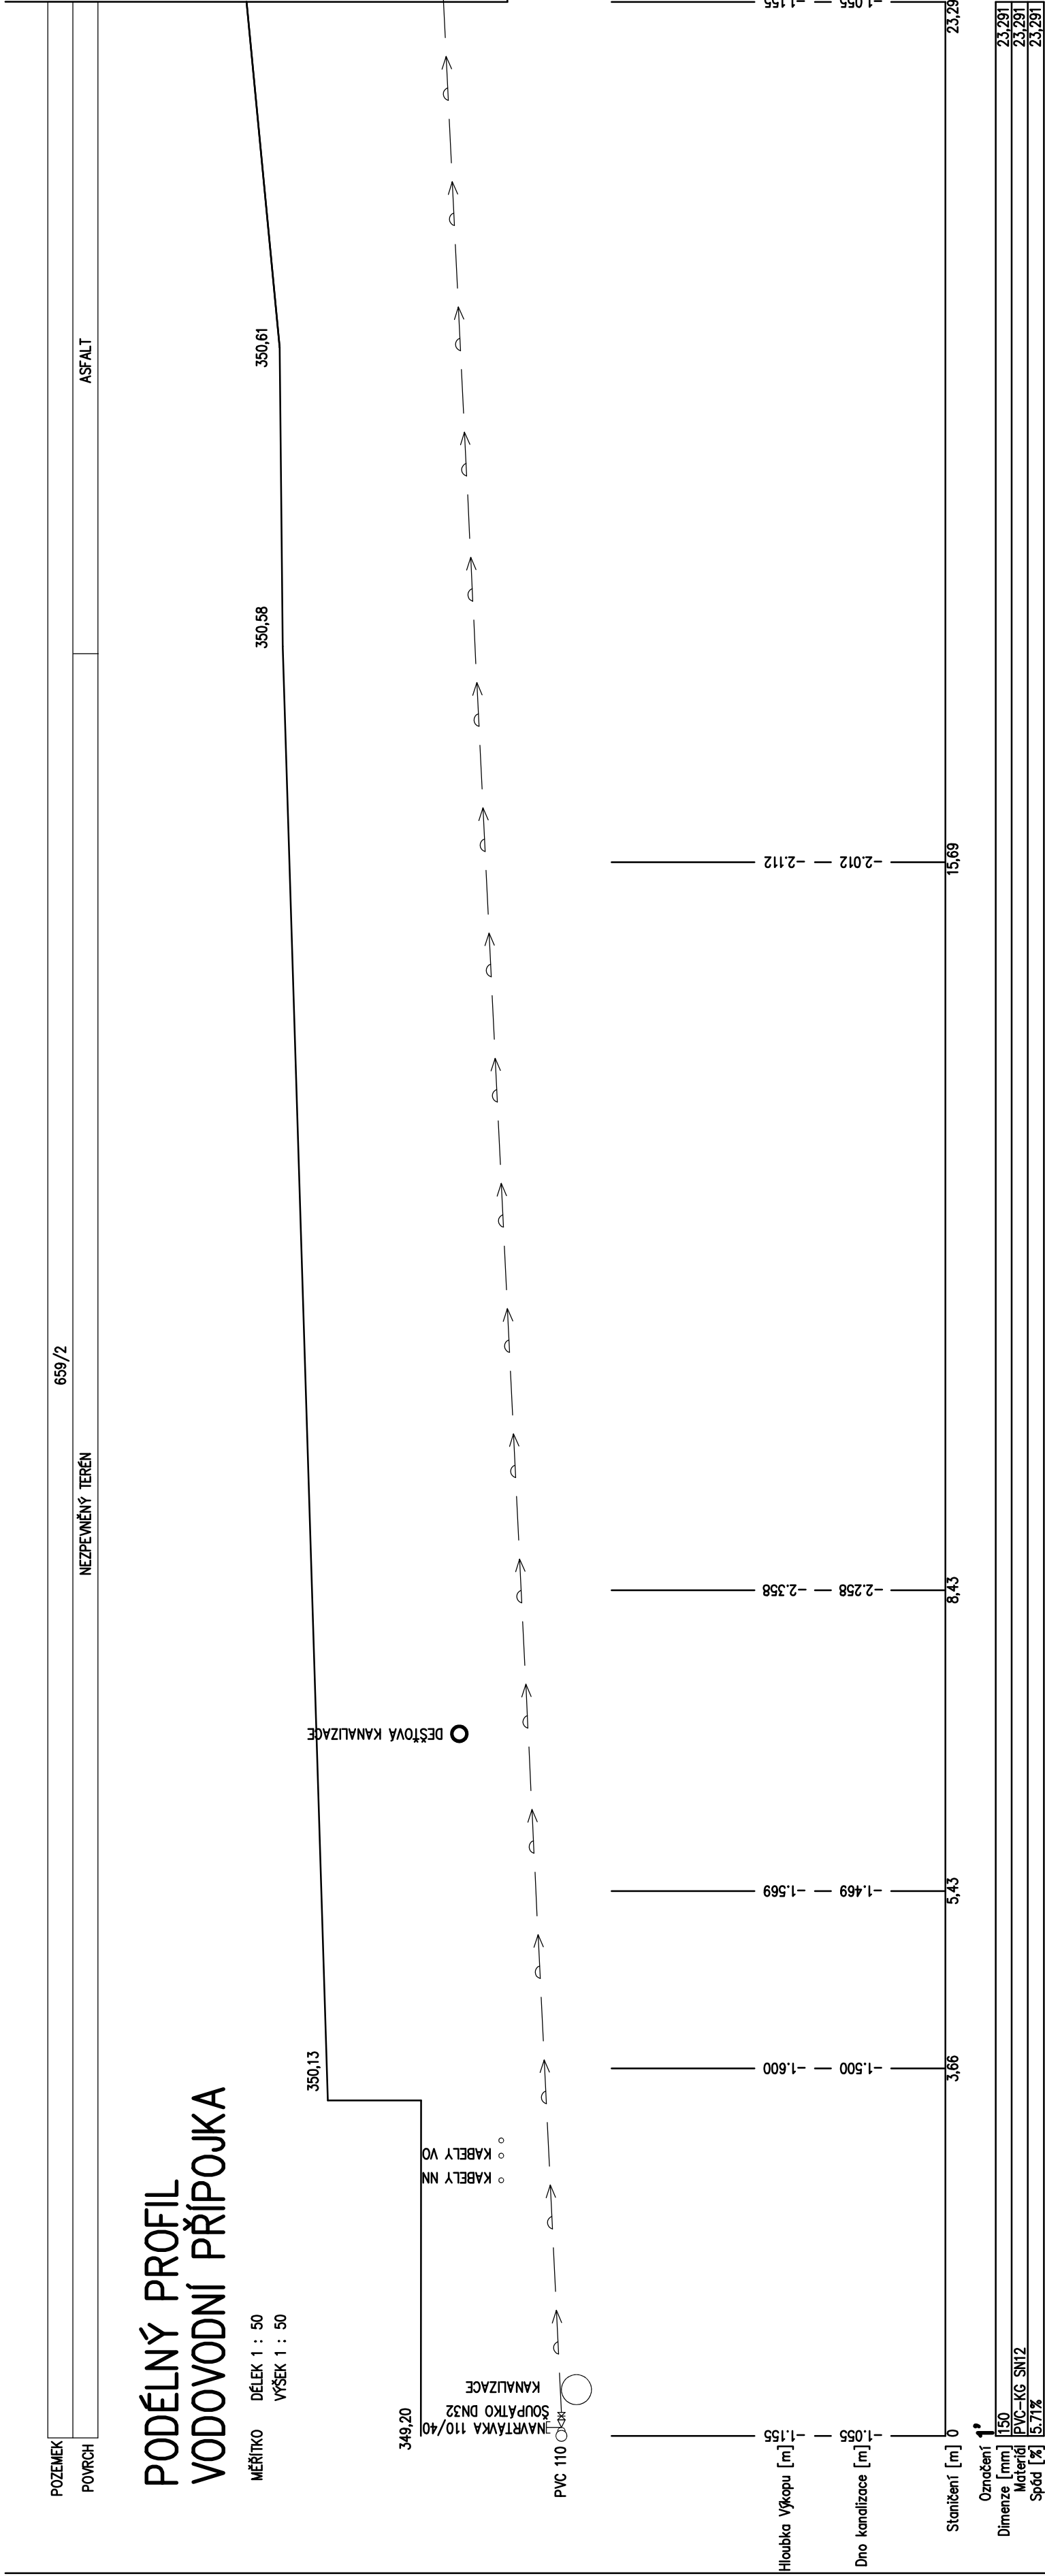 POZEMEK 659/2
POVRCH NEZPEVNĚNÝ TERÉN ASFALT
PODÉLNÝ PROFIL
VODOVODNÍ PŘÍPOJKA
MĚŘÍTKO DÉLEK 1 : 50
VÝŠEK 1 : 50
349,20 350,13 350,58 350,61
KABELY NN
KABELY VO
DEŠŤOVÁ KANALIZACE
KANALIZACE
ŠOUPÁTKO DN32
NAVRTÁVKA 110/40
PVC 110
Hloubka Výkopu [m] -1.155 -1.600 -1.569 -2.358 -2.112 -1.155
Dno kanalizace [m] -1.055 -1.500 -1.469 -2.258 -2.012 -1.055
Staničení [m] 0 3,66 5,43 8,43 15,69 23,29
Označení 1'
Dimenze [mm] 150 23,291
Materiál PVC-KG SN12 23,291
Spád [%] 5.71% 23,291